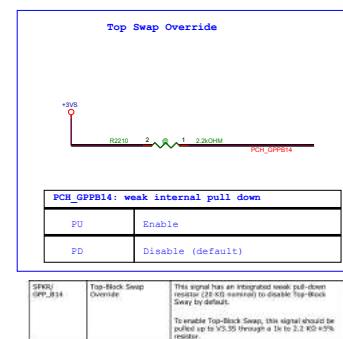 Top Swap Override
+3VS
R2210 2 @ 1 2.2kOHM
PCH_GPPB14
PCH_GPPB14: weak internal pull down
PU Enable
PD Disable (default)
SPKR/ Top-Block Swap This signal has an integrated weak pull-down
GPP_B14 Override resistor (20 KΩ nominal) to disable Top-Block
Sway by default.
To enable Top-Block Swap, this signal should be
pulled up to V3.3S through a 1k to 2.2 KΩ ±5%
resistor.